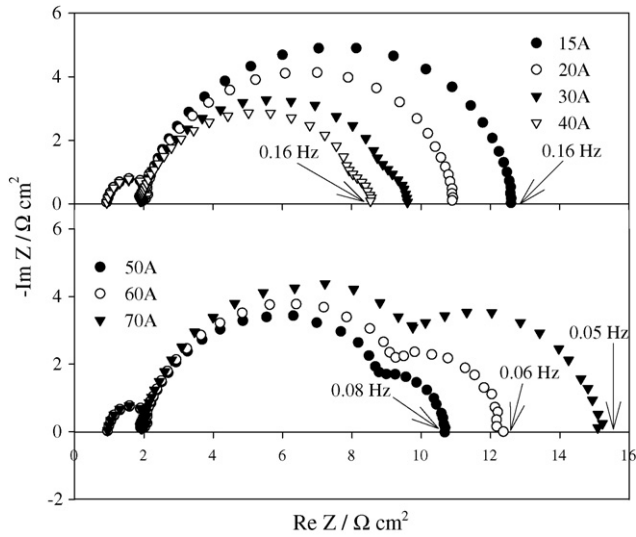 6
4
2
0
15A
20A
30A
40A
0.16 Hz
0.16 Hz
-Im Z / Ω cm²
6
4
2
0
-2
50A
60A
70A
0.08 Hz
0.06 Hz
0.05 Hz
0 2 4 6 8 10 12 14 16
Re Z / Ω cm²